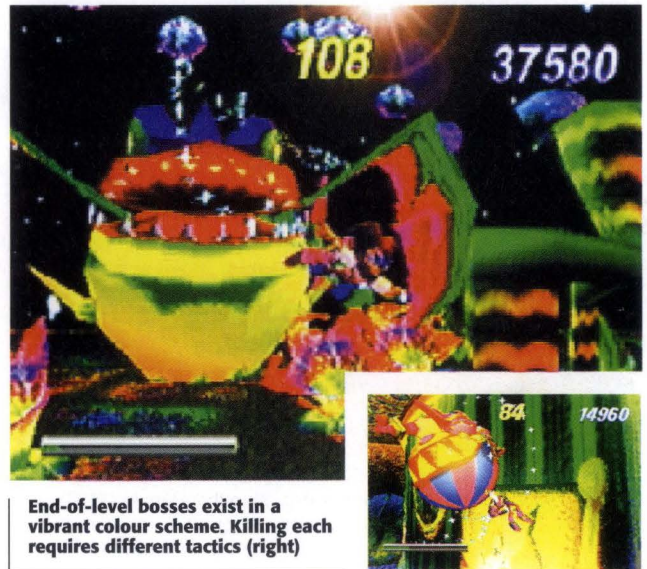 108
37580
84
14960
End-of-level bosses exist in a
vibrant colour scheme. Killing each
requires different tactics (right)